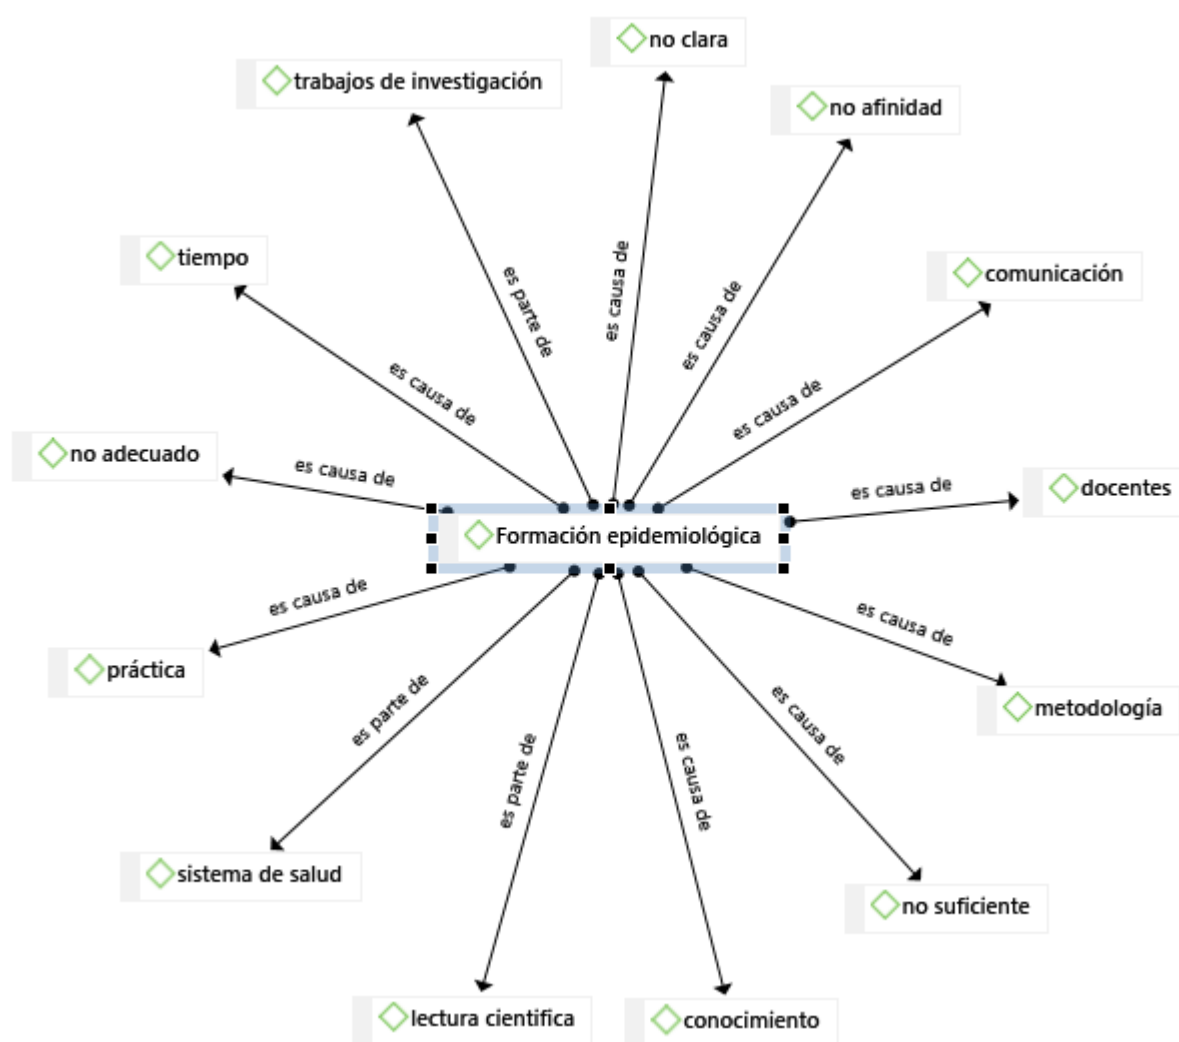 no clara
trabajos de investigación
no afinidad
es causa de
tiempo
es parte de
es causa de
comunicación
es causa de
es causa de
no adecuado
es causa de
es causa de
docentes
Formación epidemiológica
es causa de
es causa de
práctica
es parte de
es causa de
metodología
es parte de
es causa de
sistema de salud
no suficiente
lectura cientifica
conocimiento
es causa de